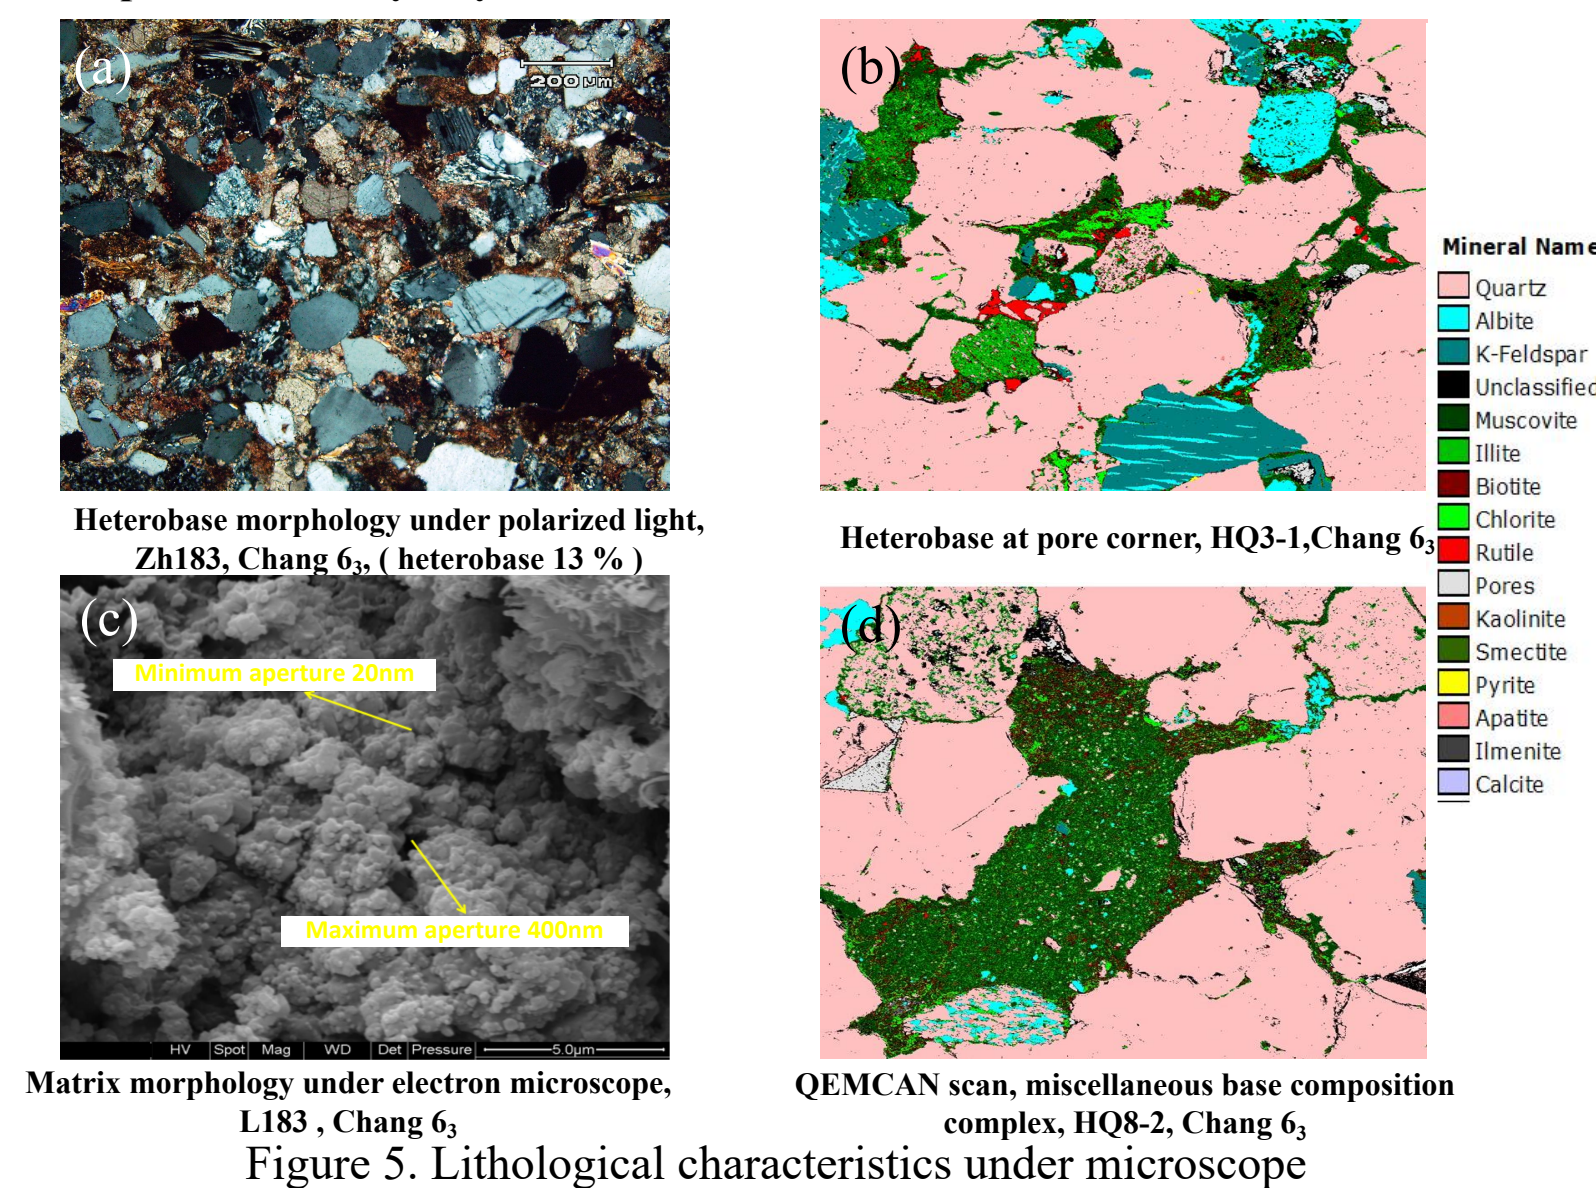 (a)
200 μm
Heterobase morphology under polarized light,
Zh183, Chang 6₃, ( heterobase 13 % )
(b)
Heterobase at pore corner, HQ3-1,Chang 6₃
(c)
Minimum aperture 20nm
Maximum aperture 400nm
HV Spot Mag WD Det Pressure 5.0μm
Matrix morphology under electron microscope,
L183 , Chang 6₃
(d)
QEMCAN scan, miscellaneous base composition
complex, HQ8-2, Chang 6₃
Mineral Name
Quartz
Albite
K-Feldspar
Unclassified
Muscovite
Illite
Biotite
Chlorite
Rutile
Pores
Kaolinite
Smectite
Pyrite
Apatite
Ilmenite
Calcite
Figure 5. Lithological characteristics under microscope